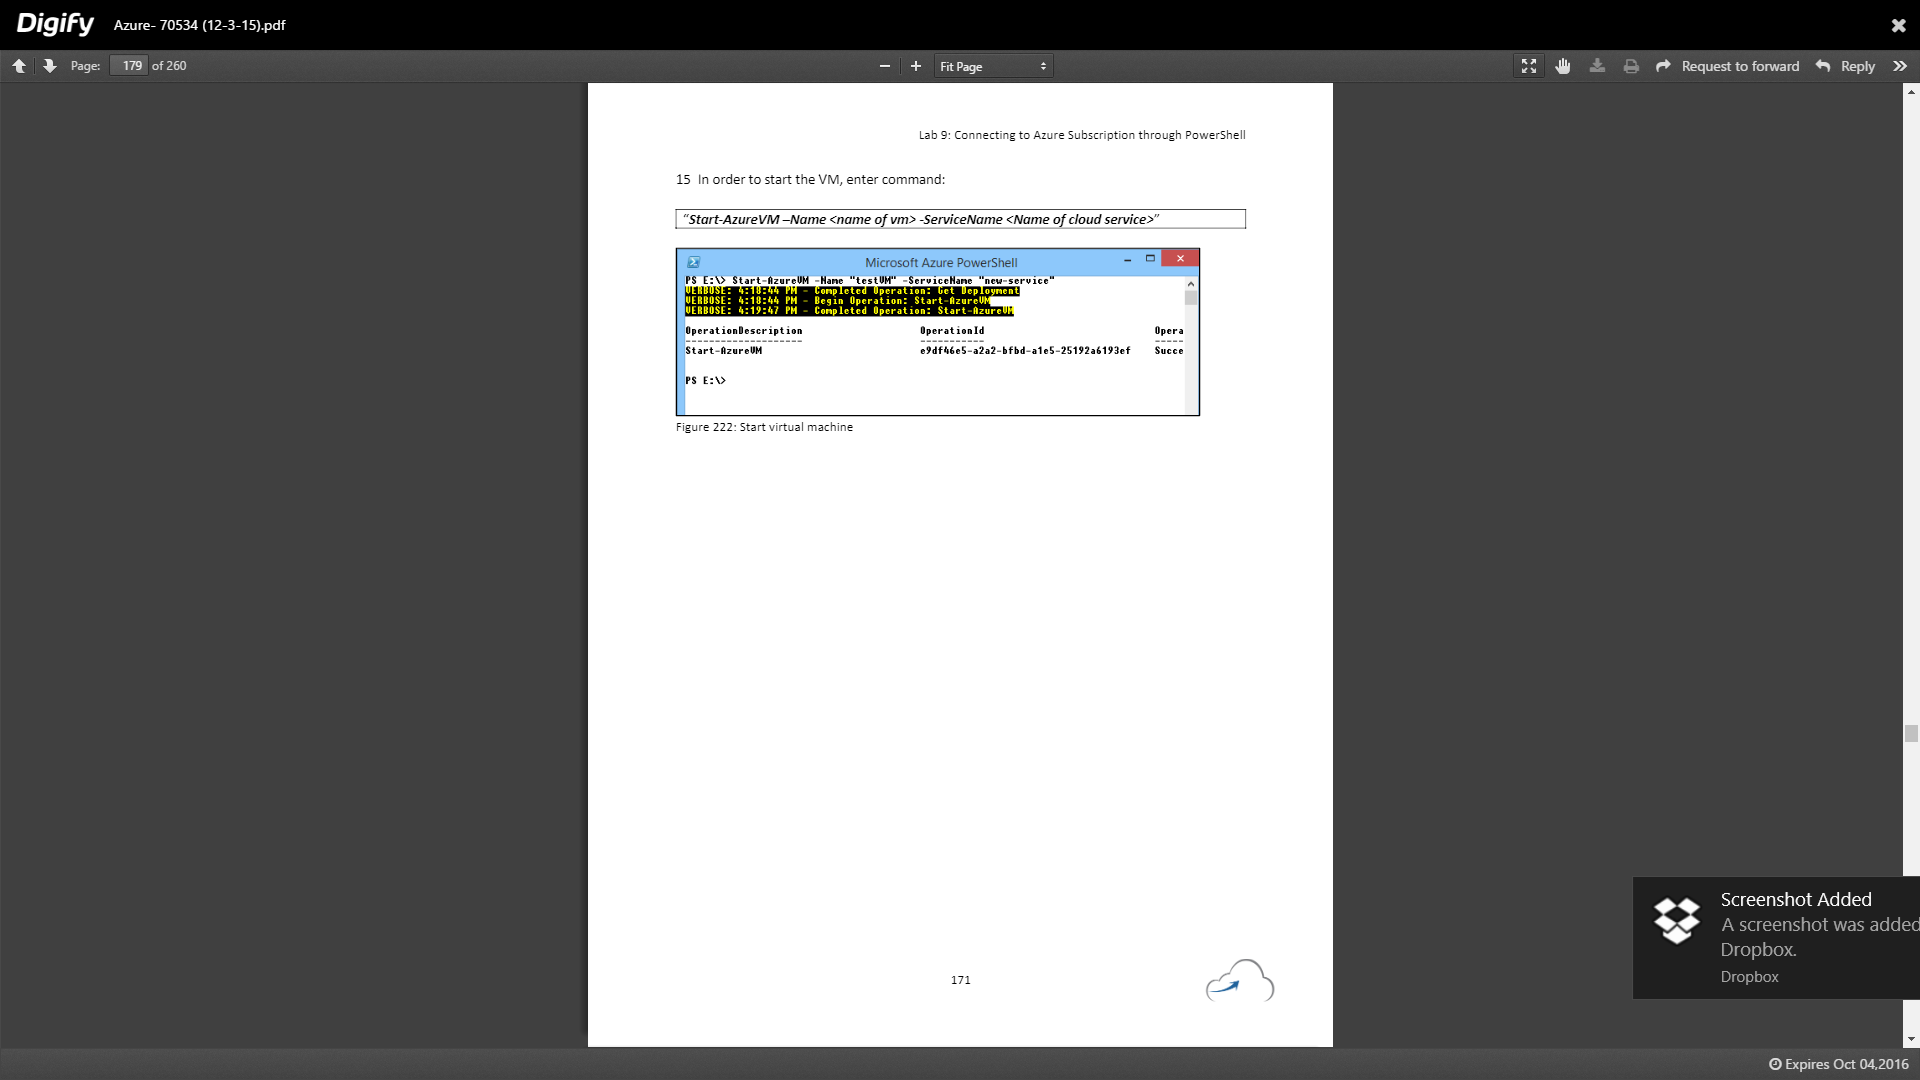 Digify Azure- 70534 (12-3-15).pdf
Page: 179 of 260 Fit Page Request to forward Reply
Lab 9: Connecting to Azure Subscription through PowerShell
15 In order to start the VM, enter command:
“Start-AzureVM –Name <name of vm> -ServiceName <Name of cloud service>”
Microsoft Azure PowerShell
PS E:\> Start-AzureVM -Name "testVM" -ServiceName "new-service"
VERBOSE: 4:18:44 PM - Completed Operation: Get Deployment
VERBOSE: 4:18:44 PM - Begin Operation: Start-AzureVM
VERBOSE: 4:19:47 PM - Completed Operation: Start-AzureVM
OperationDescription OperationId Opera
-------------------- ----------- -----
Start-AzureVM e9df46e5-a2a2-bfbd-a1e5-25192a6193ef Succe
PS E:\>
Figure 222: Start virtual machine
Screenshot Added
A screenshot was added
Dropbox.
Dropbox
171
Expires Oct 04,2016